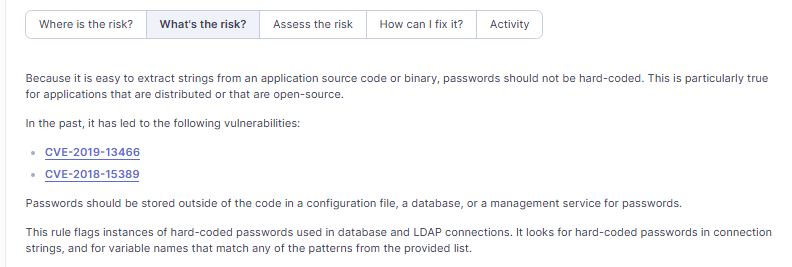 Where is the risk? What's the risk? Assess the risk How can I fix it? Activity
Because it is easy to extract strings from an application source code or binary, passwords should not be hard-coded. This is particularly true
for applications that are distributed or that are open-source.
In the past, it has led to the following vulnerabilities:
• CVE-2019-13466
• CVE-2018-15389
Passwords should be stored outside of the code in a configuration file, a database, or a management service for passwords.
This rule flags instances of hard-coded passwords used in database and LDAP connections. It looks for hard-coded passwords in connection
strings, and for variable names that match any of the patterns from the provided list.